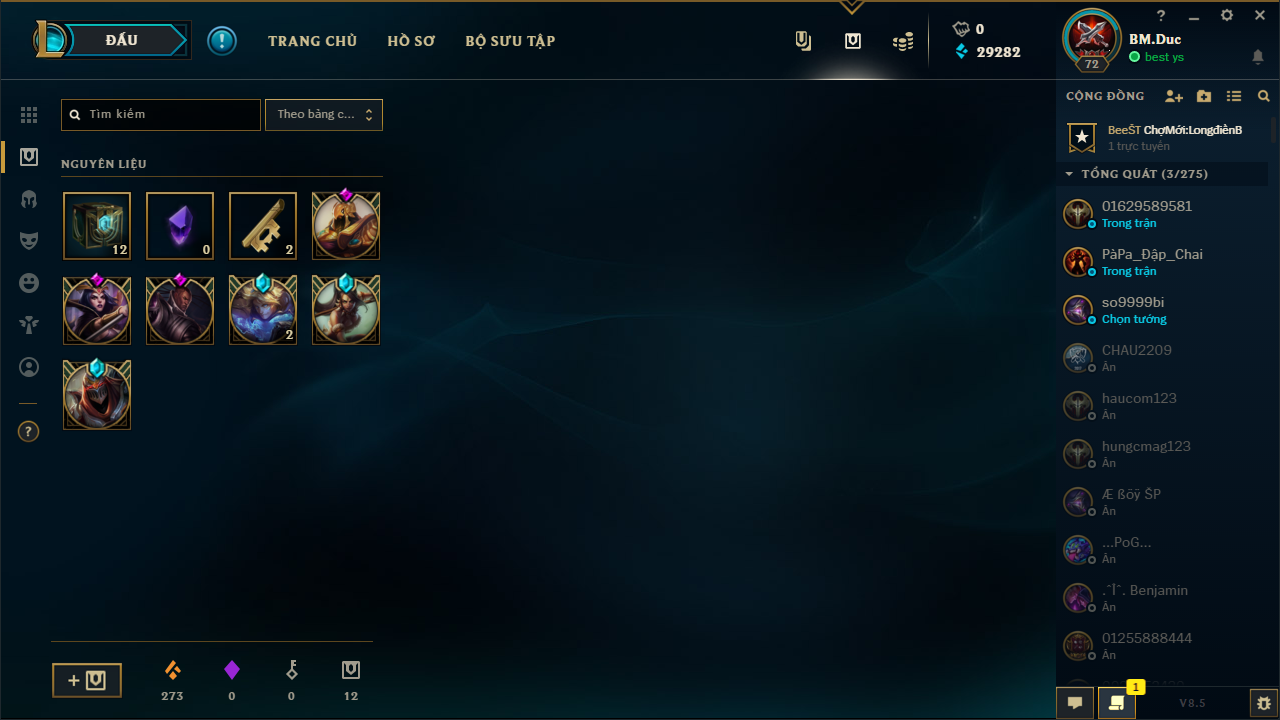 ĐẤU
TRANG CHỦ
HỒ SƠ
BỘ SƯU TẬP
0
29282
72
BM.Duc
best ys
Tìm kiếm
Theo bảng c...
NGUYÊN LIỆU
12
0
2
2
273
0
0
12
CỘNG ĐỒNG
BeeŠT ChợMới:LongđiềnB
1 trực tuyến
TỔNG QUÁT (3/275)
01629589581
Trong trận
PàPa_Đập_Chai
Trong trận
so9999bi
Chọn tướng
CHAU2209
Ẩn
haucom123
Ẩn
hungcmag123
Ẩn
Æ ßöÿ ŠP
Ẩn
...PoG...
Ẩn
.ˆÏˆ. Benjamin
Ẩn
01255888444
Ẩn
1
V8.5